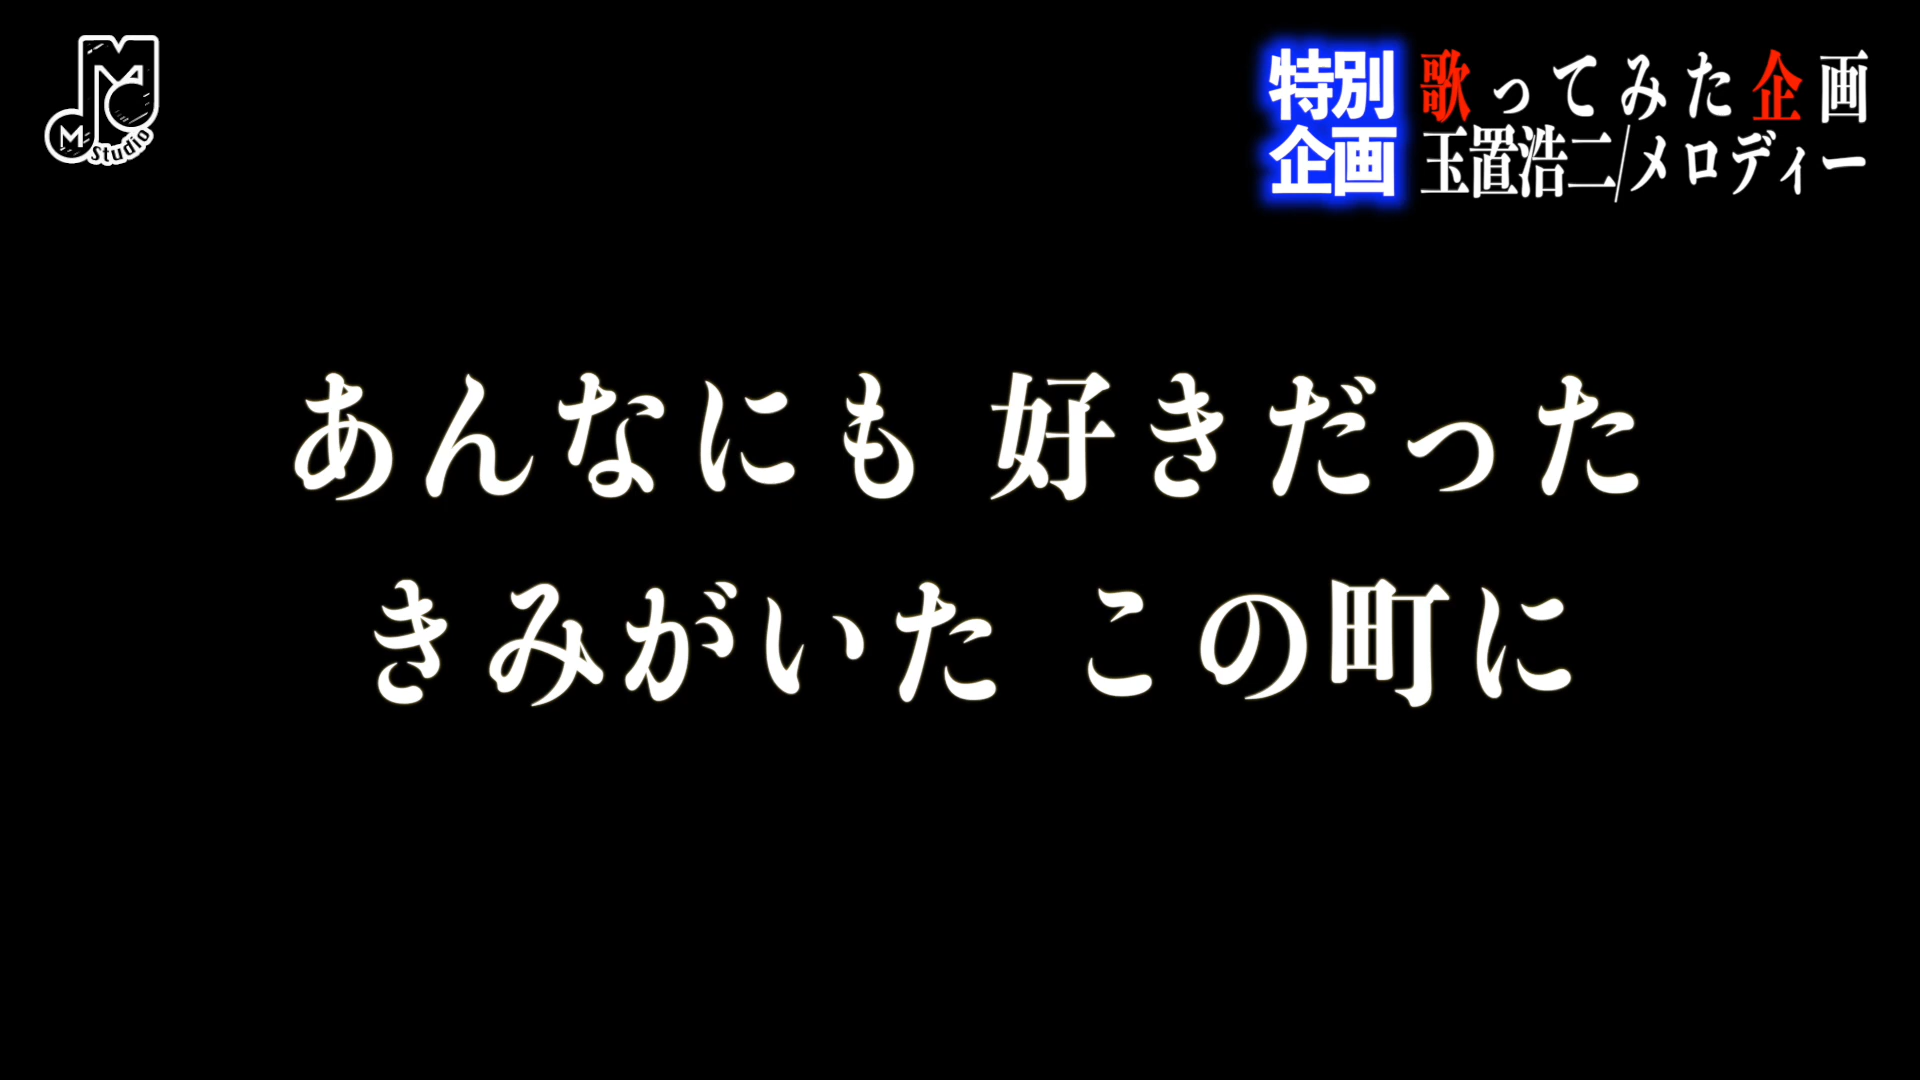 MC
M Studio
特別企画
歌ってみた企画
玉置浩二/メロディー
あんなにも 好きだった
きみがいた この町に